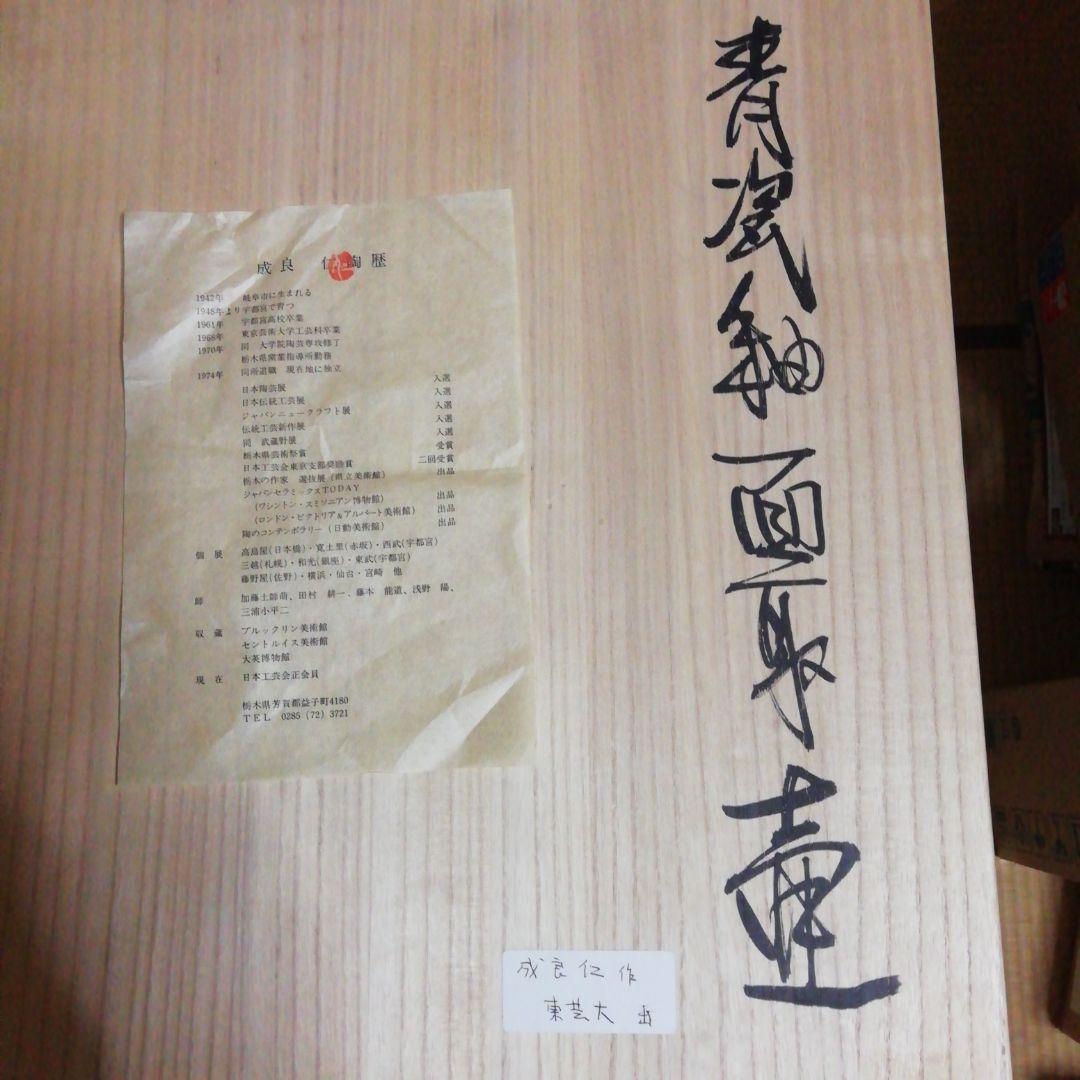 青瓷釉面取壷
成良 仁陶歴
1942年 岐阜市に生まれる
1948年より宇都宮で育つ
1961年 宇都宮高校卒業
1968年 東京芸術大学工芸科卒業
1970年 同 大学院陶芸専攻修了
栃木県窯業指導所勤務
1974年 同所退職 現在地に独立
日本陶芸展 入選
日本伝統工芸展 入選
ジャパンニュークラフト展 入選
伝統工芸新作展 入選
同 武蔵野展 入選
栃木県芸術祭賞 受賞
日本工芸会東京支部奨励賞 二回受賞
栃木の作家 選抜展(県立美術館) 出品
ジャパンセラミックスTODAY
(ワシントン・スミソニアン博物館) 出品
(ロンドン・ビクトリア&アルバート美術館) 出品
陶のコンテンポラリー(日動美術館) 出品
個展 高島屋(日本橋)・寛土里(赤坂)・西武(宇都宮)
三越(札幌)・和光(銀座)・東武(宇都宮)
藤野屋(佐野)・横浜・仙台・宮崎 他
師 加藤土師萌、田村 耕一、藤本 能道、浅野 陽、
三浦小平二
収蔵 ブルックリン美術館
セントルイス美術館
大英博物館
現在 日本工芸会正会員
栃木県芳賀郡益子町4180
TEL 0285(72)3721
成良仁作
東芸大 出